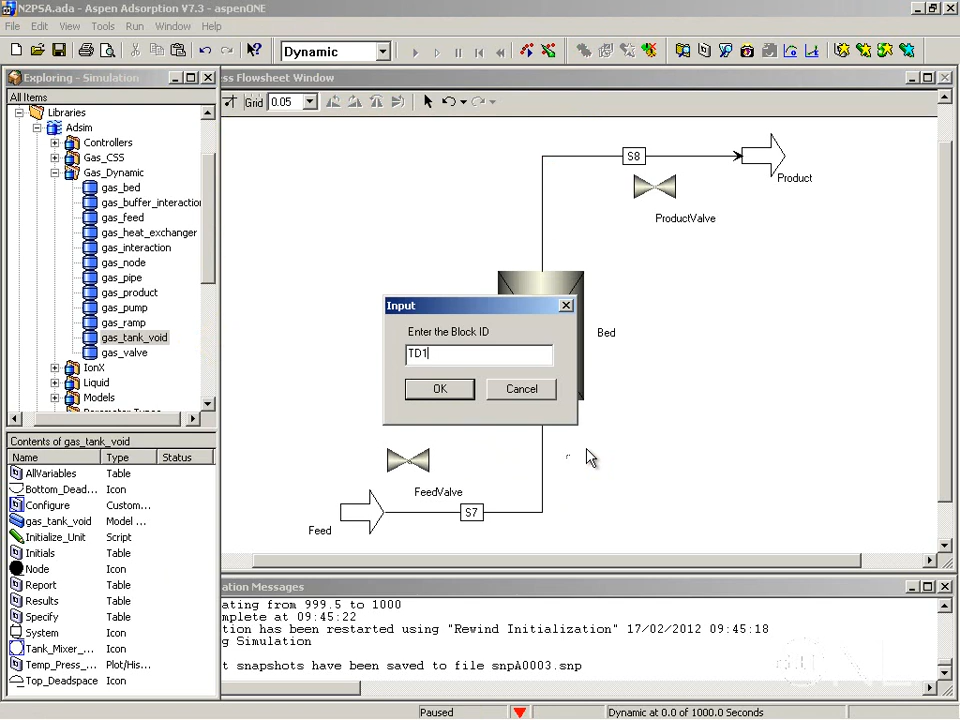 N2PSA.ada - Aspen Adsorption V7.3 - aspenONE
File Edit View Tools Run Window Help
Dynamic
Exploring - Simulation
ess Flowsheet Window
All Items
Grid 0.05
Libraries
Adsim
Controllers
Gas_CSS
Gas_Dynamic
gas_bed
gas_buffer_interactio
gas_feed
gas_heat_exchanger
gas_interaction
gas_node
gas_pipe
gas_product
gas_pump
gas_ramp
gas_tank_void
gas_valve
IonX
Liquid
Models
S8
Product
ProductValve
Bed
Input
Enter the Block ID
TD1
OK Cancel
r
FeedValve
Feed
S7
Contents of gas_tank_void
Name Type Status
AllVariables Table
Bottom_Dead... Icon
Configure Custom...
gas_tank_void Model ...
Initialize_Unit Script
Initials Table
Node Icon
Report Table
Results Table
Specify Table
System Icon
Tank_Mixer_... Icon
Temp_Press_... Plot/His...
Top_Deadspace Icon
ation Messages
ating from 999.5 to 1000
mplete at 09:45:22
tion has been restarted using "Rewind Initialization" 17/02/2012 09:45:18
g Simulation
t snapshots have been saved to file snpA0003.snp
Paused
Dynamic at 0.0 of 1000.0 Seconds